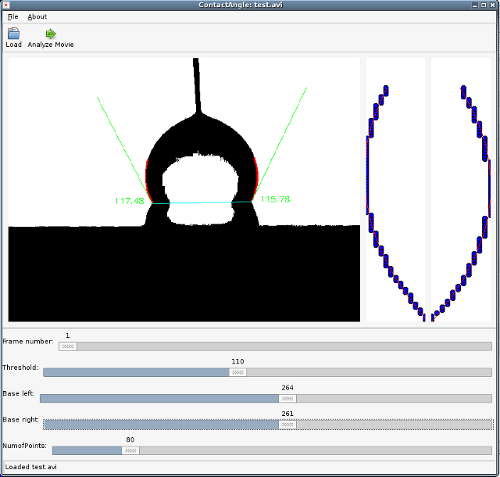 ContactAngle: test.avi
File About
Load Analyze Movie
117.48 115.78
Frame number: 1
Threshold: 110
Base left: 264
Base right: 261
NumofPoints: 80
Loaded test.avi